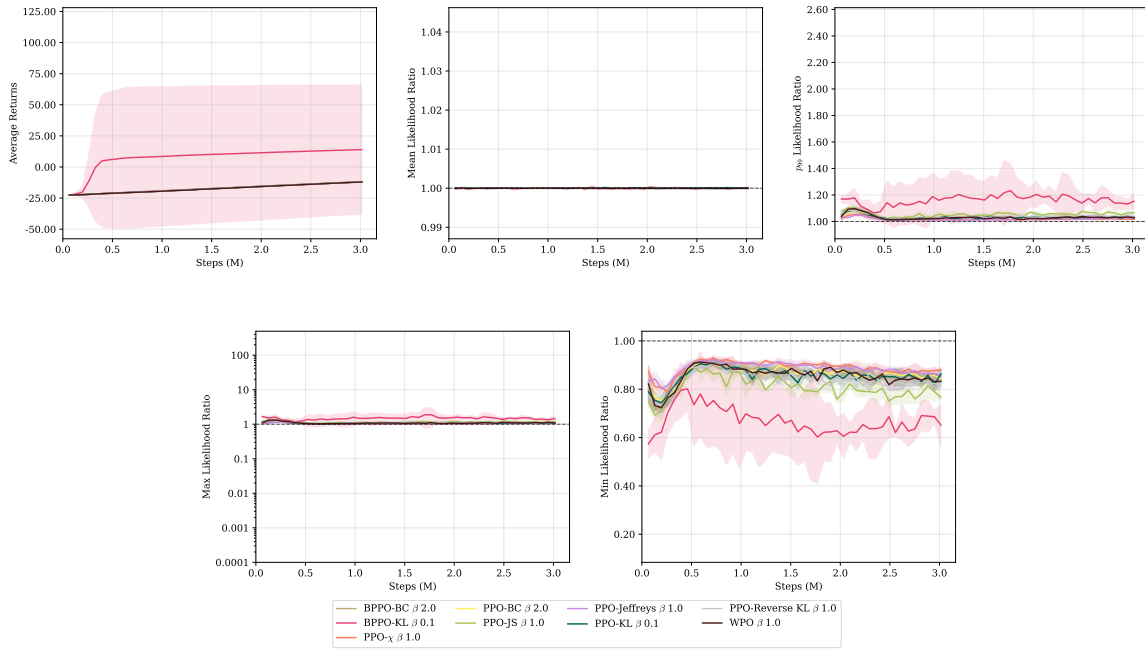 125.00
100.00
75.00
50.00
25.00
0.00
-25.00
-50.00
0.0 0.5 1.0 1.5 2.0 2.5 3.0
Steps (M)
Average Returns
1.04
1.03
1.02
1.01
1.00
0.99
0.0 0.5 1.0 1.5 2.0 2.5 3.0
Steps (M)
Mean Likelihood Ratio
2.60
2.40
2.20
2.00
1.80
1.60
1.40
1.20
1.00
0.0 0.5 1.0 1.5 2.0 2.5 3.0
Steps (M)
Likelihood Ratio
100
10
1
0.1
0.01
0.001
0.0001
0.0 0.5 1.0 1.5 2.0 2.5 3.0
Steps (M)
Max Likelihood Ratio
1.00
0.80
0.60
0.40
0.20
0.0 0.5 1.0 1.5 2.0 2.5 3.0
Steps (M)
Min Likelihood Ratio
BPPO-BC β 2.0 PPO-BC β 2.0 PPO-Jeffreys β 1.0 PPO-Reverse KL β 1.0
BPPO-KL β 0.1 PPO-JS β 1.0 PPO-KL β 0.1 WPO β 1.0
PPO-χ β 1.0